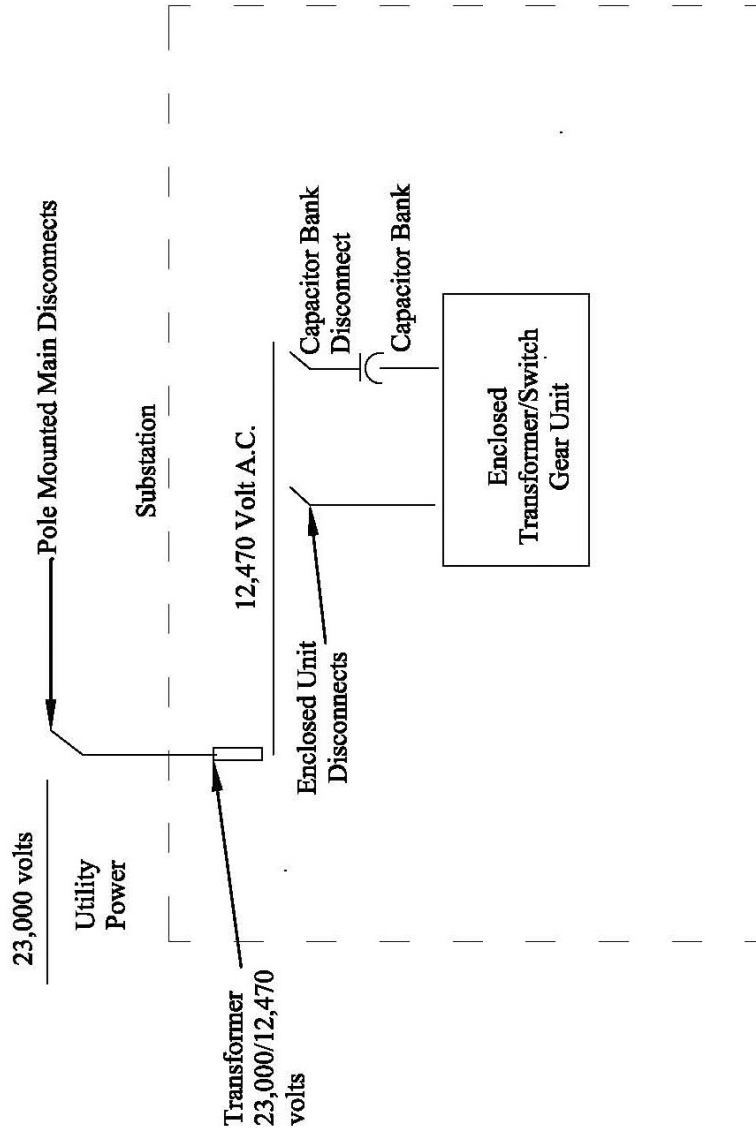 23,000 volts
Pole Mounted Main Disconnects
Utility
Power
Substation
Transformer
23,000/12,470
volts
12,470 Volt A.C.
Enclosed Unit
Disconnects
Capacitor Bank
Disconnect
Capacitor Bank
Enclosed
Transformer/Switch
Gear Unit